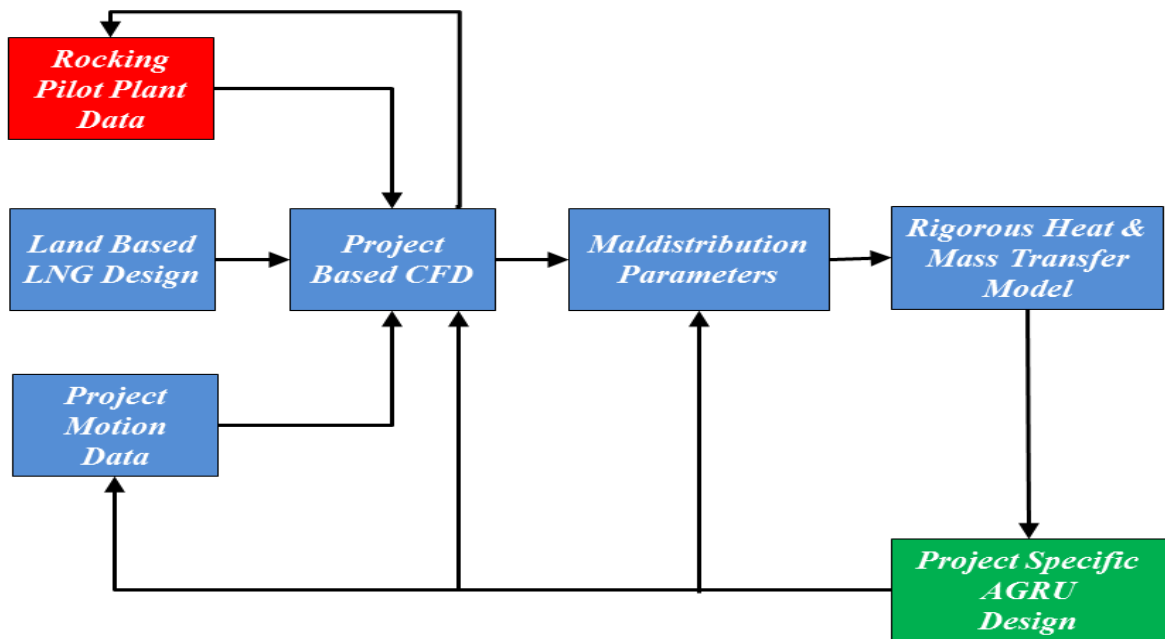 Rocking
Pilot Plant
Data
Land Based
LNG Design
Project
Based CFD
Maldistribution
Parameters
Rigorous Heat &
Mass Transfer
Model
Project
Motion
Data
Project Specific
AGRU
Design